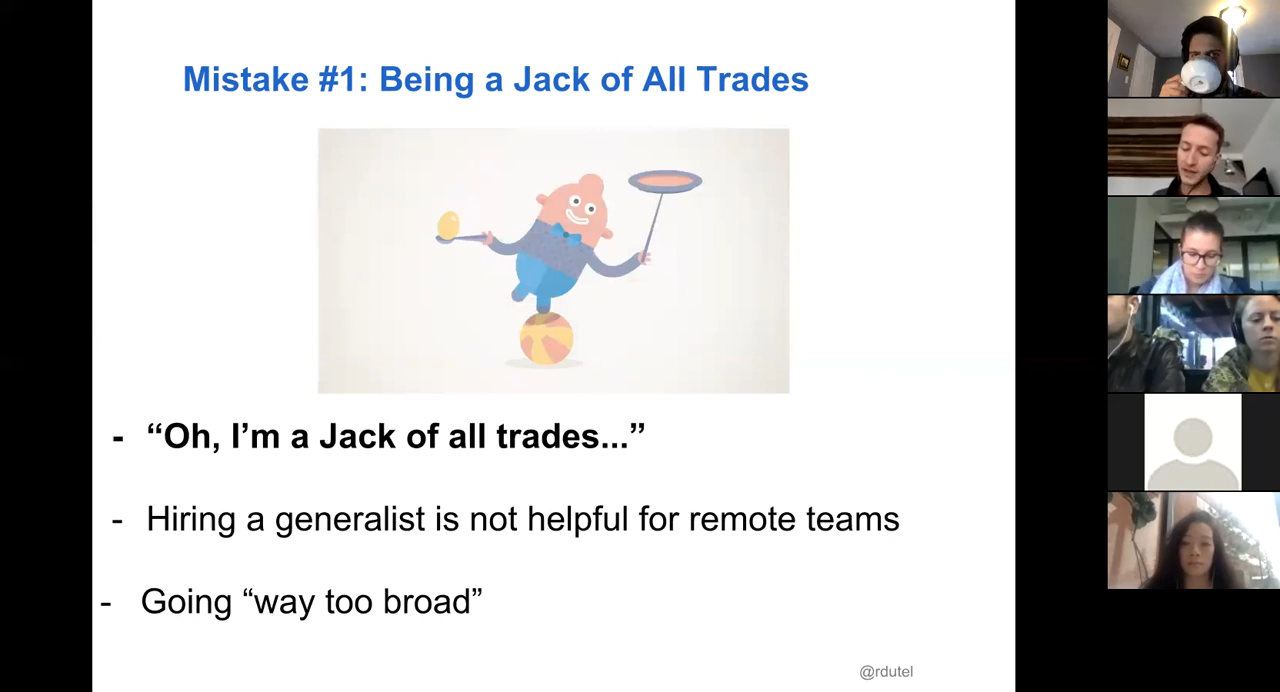 Mistake #1: Being a Jack of All Trades
- “Oh, I’m a Jack of all trades...”
- Hiring a generalist is not helpful for remote teams
- Going “way too broad”
@rdutel